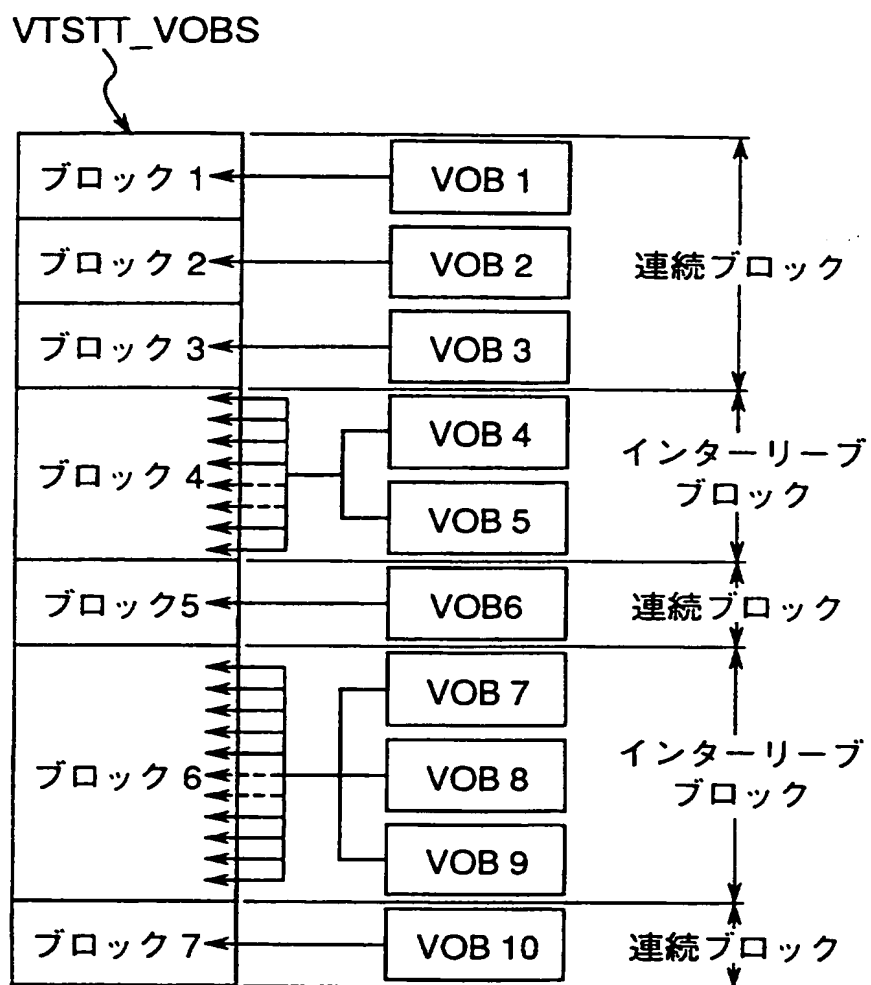 VTSTT_VOBS
ブロック 1
VOB 1
ブロック 2
VOB 2
連続ブロック
ブロック 3
VOB 3
ブロック 4
VOB 4
VOB 5
インターリーブ
ブロック
ブロック5
VOB6
連続ブロック
ブロック 6
VOB 7
VOB 8
VOB 9
インターリーブ
ブロック
ブロック 7
VOB 10
連続ブロック